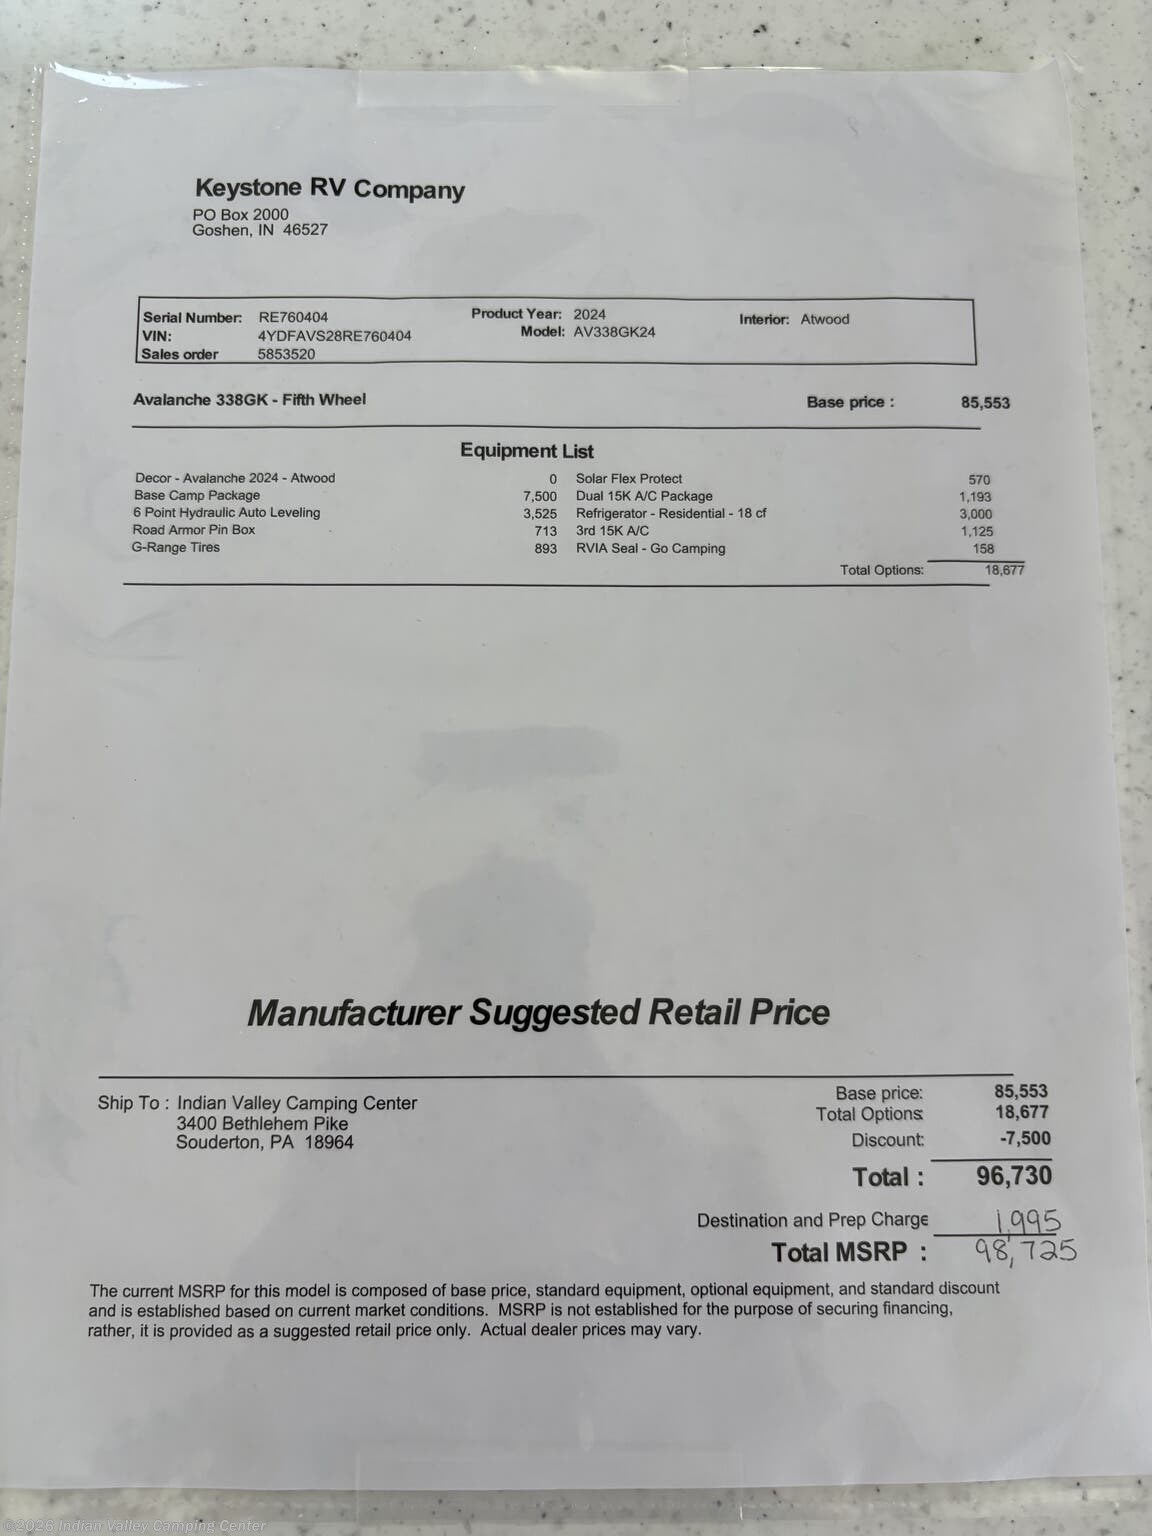 Keystone RV Company
PO Box 2000
Goshen, IN 46527
Serial Number: RE760404 Product Year: 2024 Interior: Atwood
VIN: 4YDFAVS28RE760404 Model: AV338GK24
Sales order 5853520
Avalanche 338GK - Fifth Wheel Base price : 85,553
Equipment List
Decor - Avalanche 2024 - Atwood 0 Solar Flex Protect 570
Base Camp Package 7,500 Dual 15K A/C Package 1,193
6 Point Hydraulic Auto Leveling 3,525 Refrigerator - Residential - 18 cf 3,000
Road Armor Pin Box 713 3rd 15K A/C 1,125
G-Range Tires 893 RVIA Seal - Go Camping 158
Total Options: 18,677
Manufacturer Suggested Retail Price
Ship To : Indian Valley Camping Center Base price: 85,553
3400 Bethlehem Pike Total Options: 18,677
Souderton, PA 18964 Discount: -7,500
Total : 96,730
Destination and Prep Charge 1,995
Total MSRP : 98,725
The current MSRP for this model is composed of base price, standard equipment, optional equipment, and standard discount
and is established based on current market conditions. MSRP is not established for the purpose of securing financing,
rather, it is provided as a suggested retail price only. Actual dealer prices may vary.
©2026 Indian Valley Camping Center